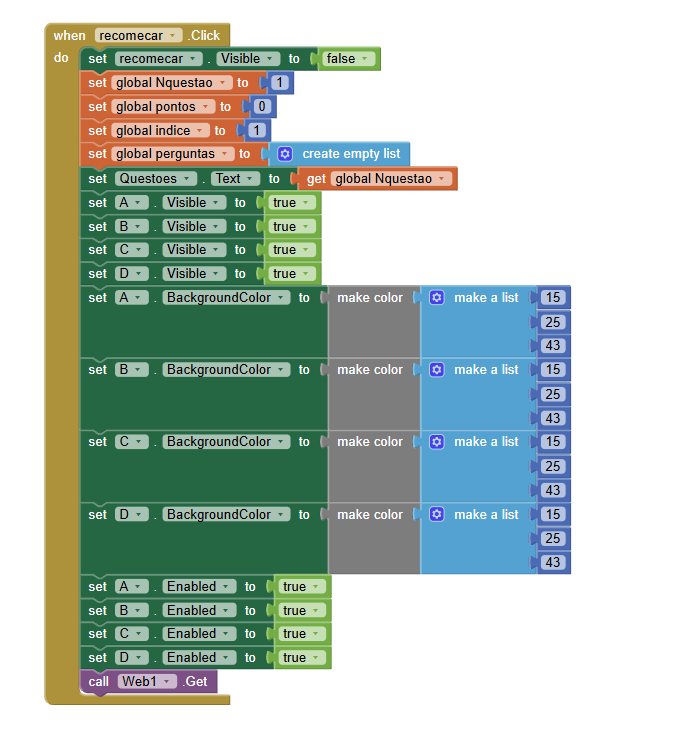 when recomecar .Click
do set recomecar . Visible to false
set global Nquestao to 1
set global pontos to 0
set global indice to 1
set global perguntas to create empty list
set Questoes . Text to get global Nquestao
set A . Visible to true
set B . Visible to true
set C . Visible to true
set D . Visible to true
set A . BackgroundColor to make color make a list 15
25
43
set B . BackgroundColor to make color make a list 15
25
43
set C . BackgroundColor to make color make a list 15
25
43
set D . BackgroundColor to make color make a list 15
25
43
set A . Enabled to true
set B . Enabled to true
set C . Enabled to true
set D . Enabled to true
call Web1 .Get